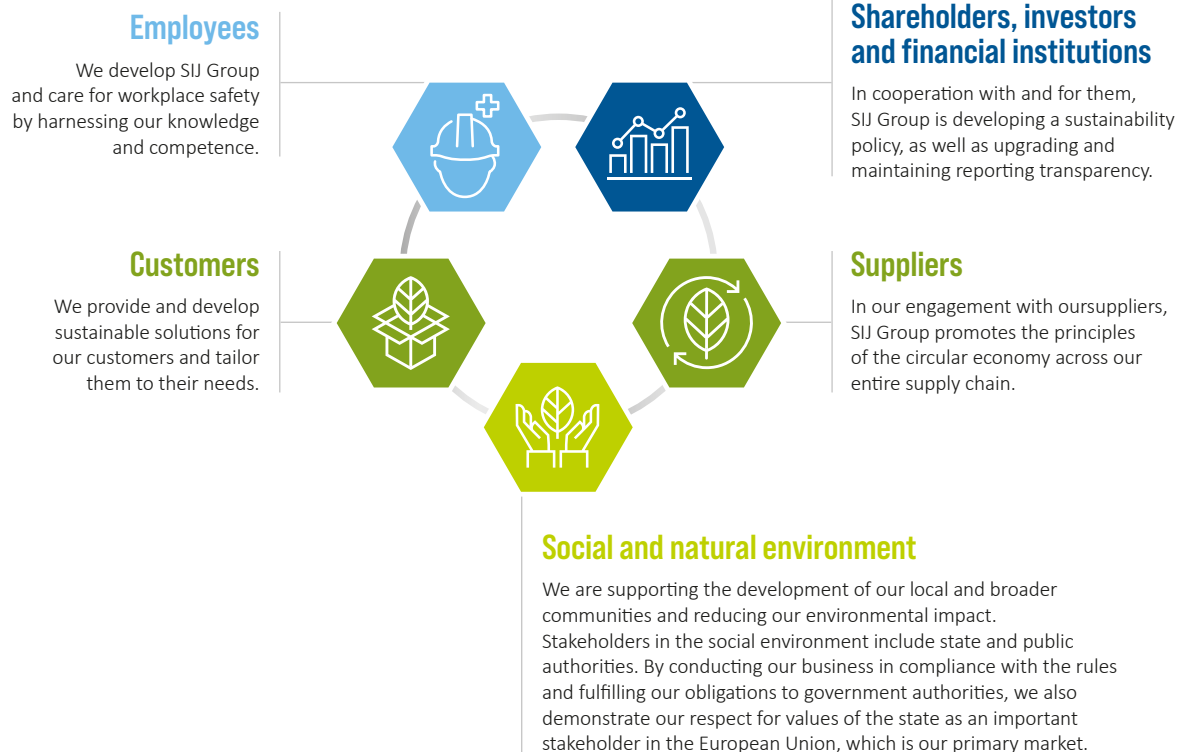 Employees
We develop SIJ Group
and care for workplace safety
by harnessing our knowledge
and competence.
Shareholders, investors
and financial institutions
In cooperation with and for them,
SIJ Group is developing a sustainability
policy, as well as upgrading and
maintaining reporting transparency.
Customers
We provide and develop
sustainable solutions for
our customers and tailor
them to their needs.
Suppliers
In our engagement with oursuppliers,
SIJ Group promotes the principles
of the circular economy across our
entire supply chain.
Social and natural environment
We are supporting the development of our local and broader
communities and reducing our environmental impact.
Stakeholders in the social environment include state and public
authorities. By conducting our business in compliance with the rules
and fulfilling our obligations to government authorities, we also
demonstrate our respect for values of the state as an important
stakeholder in the European Union, which is our primary market.